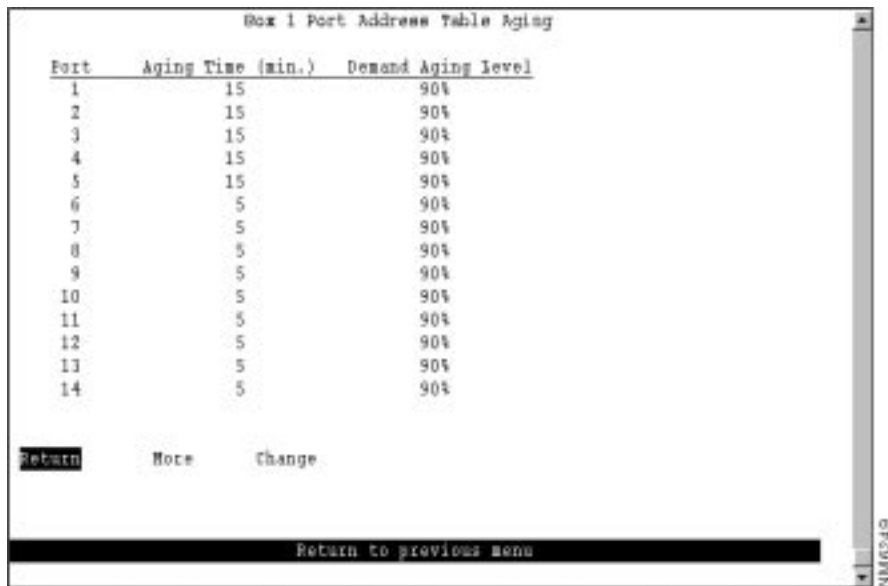 Box 1 Port Address Table Aging
Port Aging Time (min.) Demand Aging Level
1 15 90%
2 15 90%
3 15 90%
4 15 90%
5 15 90%
6 5 90%
7 5 90%
8 5 90%
9 5 90%
10 5 90%
11 5 90%
12 5 90%
13 5 90%
14 5 90%
Return More Change
Return to previous menu